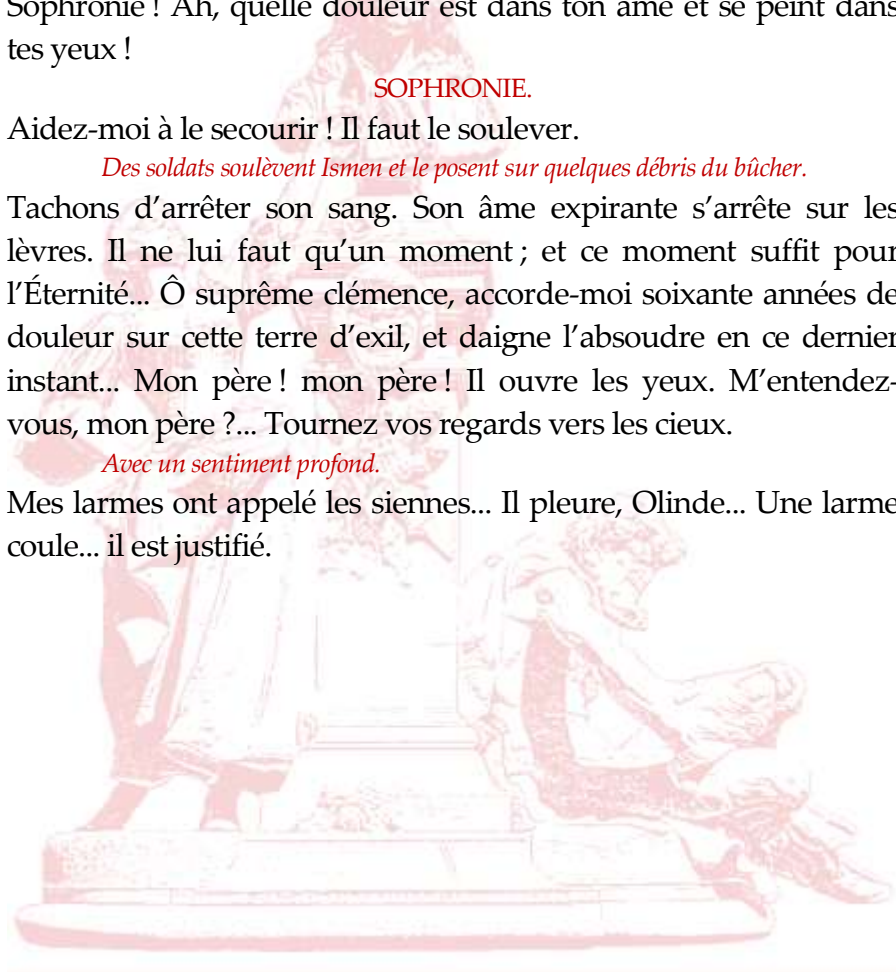 Sophronie ! Ah, quelle douleur est dans ton âme et se peint dans
tes yeux !
SOPHRONIE.
Aidez-moi à le secourir ! Il faut le soulever.
Des soldats soulèvent Ismen et le posent sur quelques débris du bûcher.
Tachons d’arrêter son sang. Son âme expirante s’arrête sur les
lèvres. Il ne lui faut qu’un moment ; et ce moment suffit pour
l’Éternité... Ô suprême clémence, accorde-moi soixante années de
douleur sur cette terre d’exil, et daigne l’absoudre en ce dernier
instant... Mon père ! mon père ! Il ouvre les yeux. M’entendez-
vous, mon père ?... Tournez vos regards vers les cieux.
Avec un sentiment profond.
Mes larmes ont appelé les siennes... Il pleure, Olinde... Une larme
coule... il est justifié.